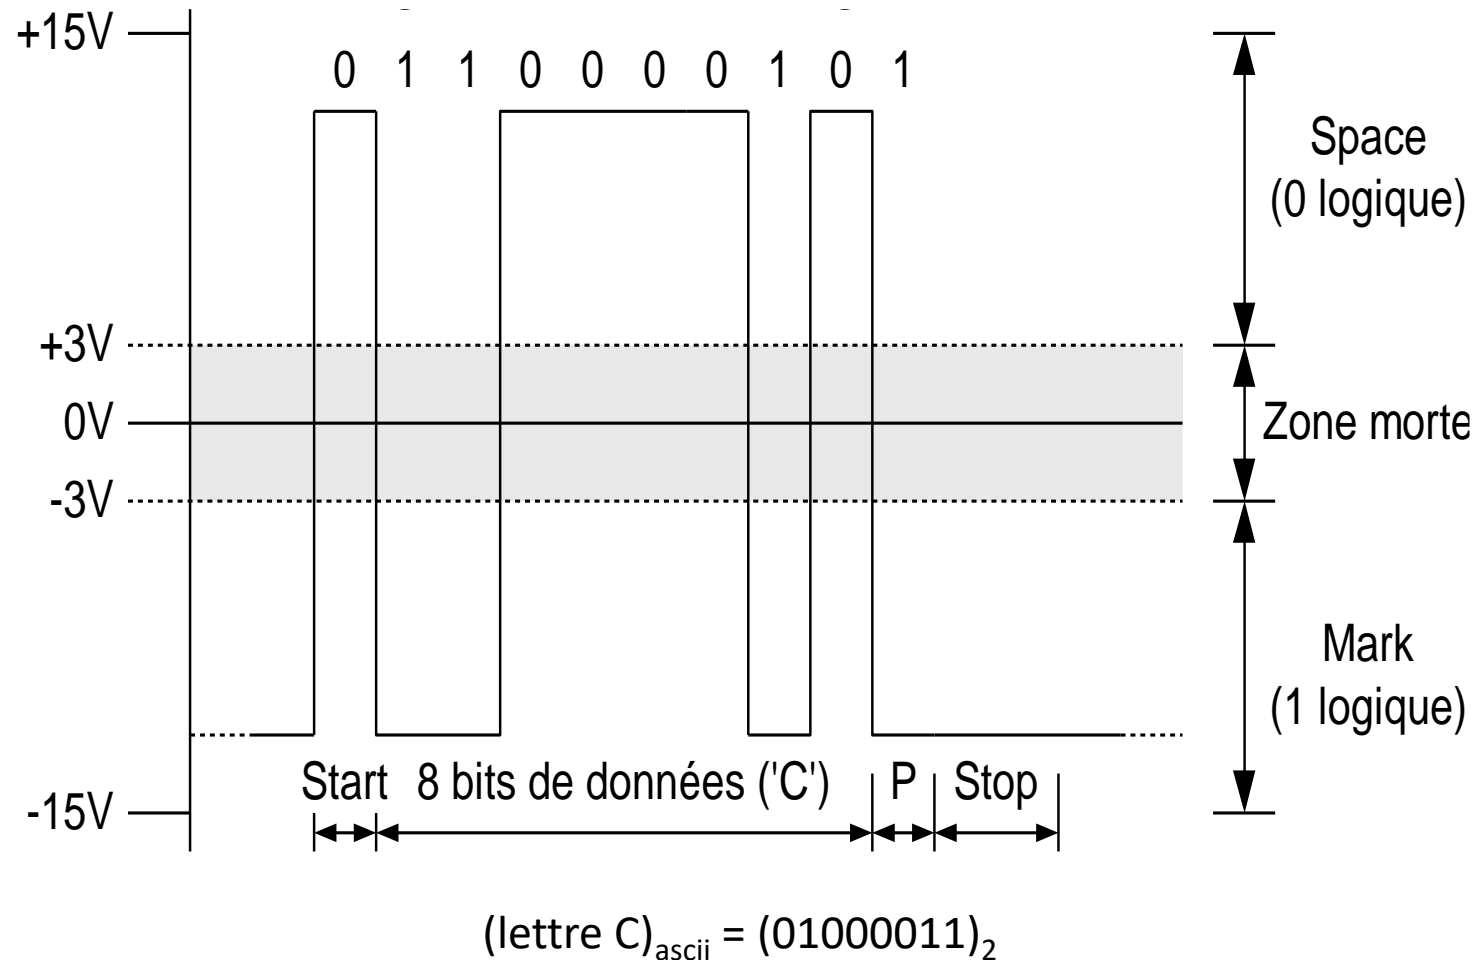 +15V
0 1 1 0 0 0 0 1 0 1
Space
(0 logique)
+3V
0V
Zone morte
-3V
Mark
(1 logique)
Start 8 bits de données ('C') P Stop
-15V
(lettre C)ascii = (01000011)2